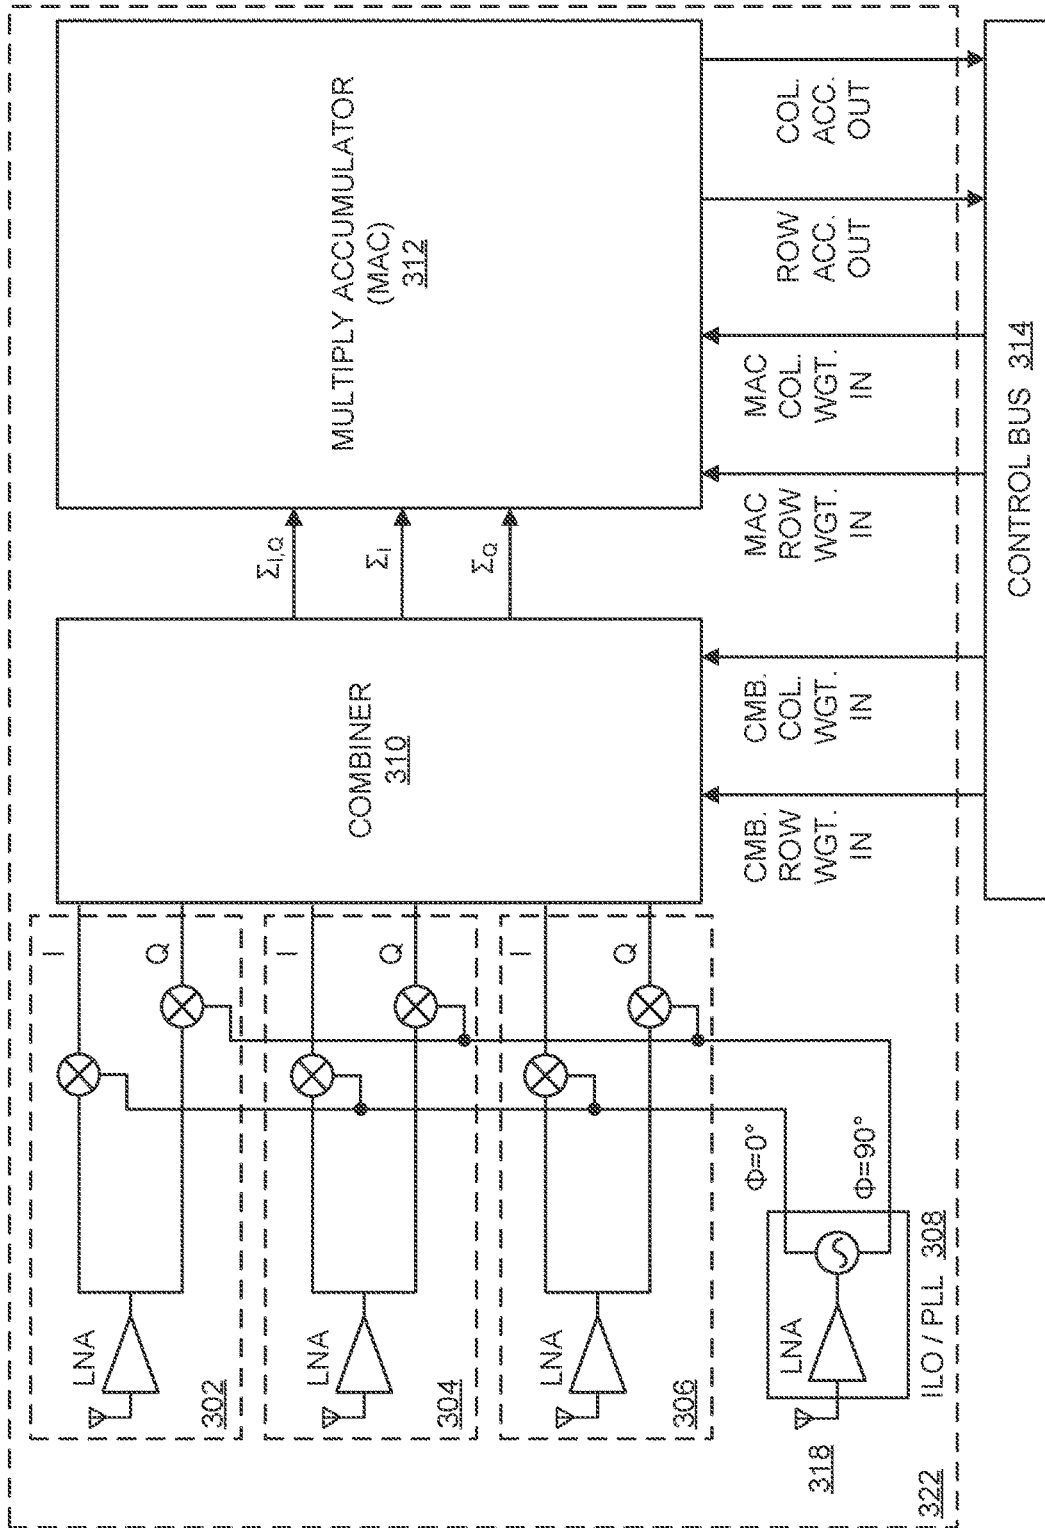 LNA
302
I
Q
LNA
304
I
Q
LNA
306
I
Q
318
LNA
ILO / PLL 308
Φ=0°
Φ=90°
322
COMBINER
310
Σ_I,Q
Σ_I
Σ_Q
MULTIPLY ACCUMULATOR
(MAC)
312
CMB.
ROW
WGT.
IN
CMB.
COL.
WGT.
IN
MAC
ROW
WGT.
IN
MAC
COL.
WGT.
IN
ROW
ACC.
OUT
COL.
ACC.
OUT
CONTROL BUS 314